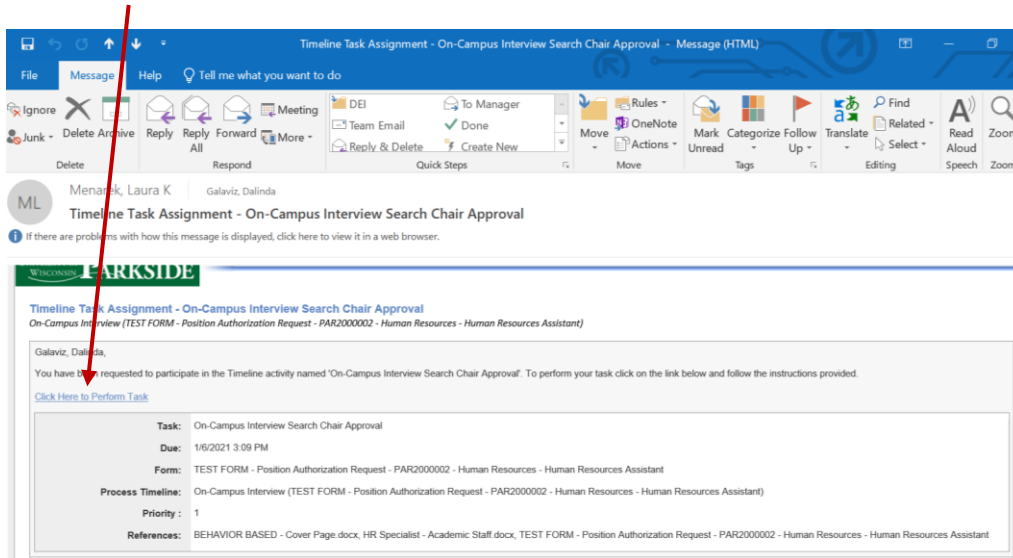 Timeline Task Assignment - On-Campus Interview Search Chair Approval - Message (HTML)
File Message Help Tell me what you want to do
Ignore
Junk
Delete Archive
Reply Reply All Forward
Meeting
More
DEI
Team Email
Reply & Delete
To Manager
Done
Create New
Move
Rules
OneNote
Actions
Mark Unread
Categorize
Follow Up
Translate
Find
Related
Select
Read Aloud
Zoom
Delete Respond Quick Steps Move Tags Editing Speech Zoom
ML
Menarek, Laura K Galaviz, Dalinda
Timeline Task Assignment - On-Campus Interview Search Chair Approval
If there are problems with how this message is displayed, click here to view it in a web browser.
WISCONSIN PARKSIDE
Timeline Task Assignment - On-Campus Interview Search Chair Approval
On-Campus Interview (TEST FORM - Position Authorization Request - PAR2000002 - Human Resources - Human Resources Assistant)
Galaviz, Dalinda,
You have been requested to participate in the Timeline activity named 'On-Campus Interview Search Chair Approval'. To perform your task click on the link below and follow the instructions provided.
Click Here to Perform Task
Task: On-Campus Interview Search Chair Approval
Due: 1/6/2021 3:09 PM
Form: TEST FORM - Position Authorization Request - PAR2000002 - Human Resources - Human Resources Assistant
Process Timeline: On-Campus Interview (TEST FORM - Position Authorization Request - PAR2000002 - Human Resources - Human Resources Assistant)
Priority : 1
References: BEHAVIOR BASED - Cover Page.docx, HR Specialist - Academic Staff.docx, TEST FORM - Position Authorization Request - PAR2000002 - Human Resources - Human Resources Assistant